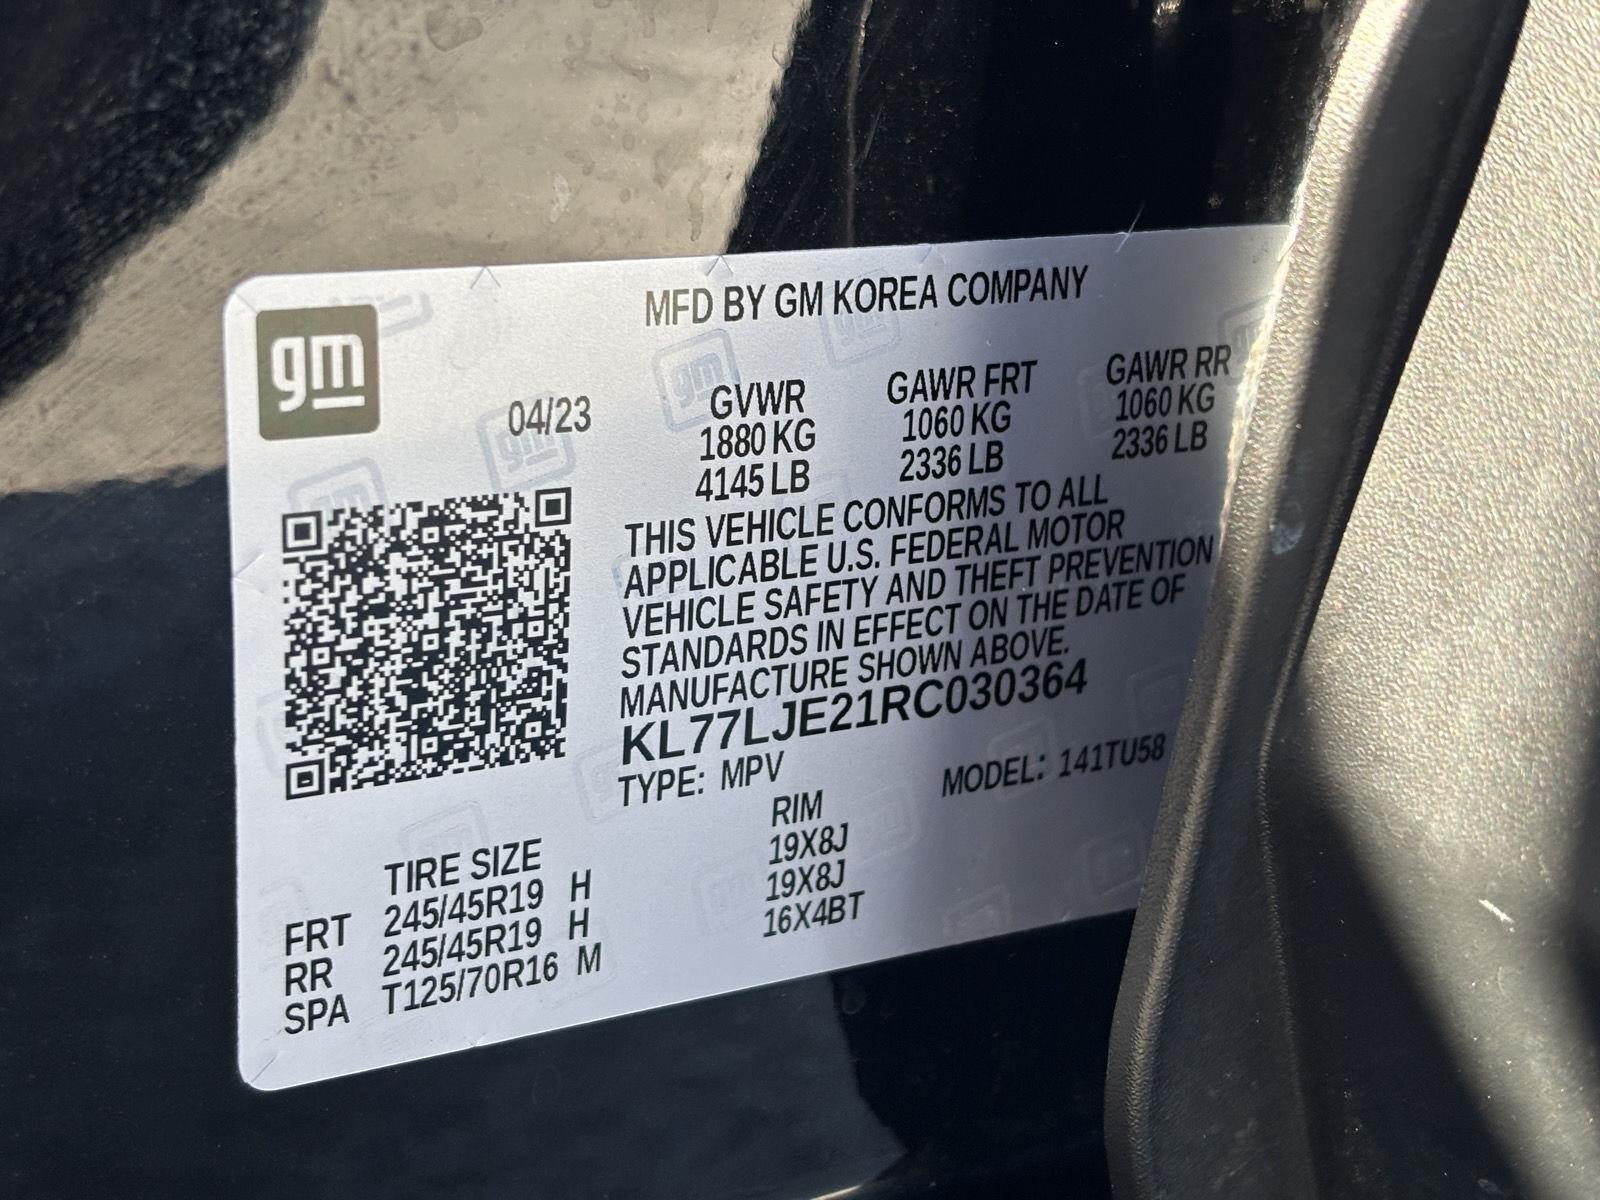 gm
MFD BY GM KOREA COMPANY
04/23
GVWR GAWR FRT GAWR RR
1880 KG 1060 KG 1060 KG
4145 LB 2336 LB 2336 LB
THIS VEHICLE CONFORMS TO ALL
APPLICABLE U.S. FEDERAL MOTOR
VEHICLE SAFETY AND THEFT PREVENTION
STANDARDS IN EFFECT ON THE DATE OF
MANUFACTURE SHOWN ABOVE.
KL77LJE21RC030364
TYPE: MPV MODEL: 141TU58
TIRE SIZE RIM
FRT 245/45R19 H 19X8J
RR 245/45R19 H 19X8J
SPA T125/70R16 M 16X4BT